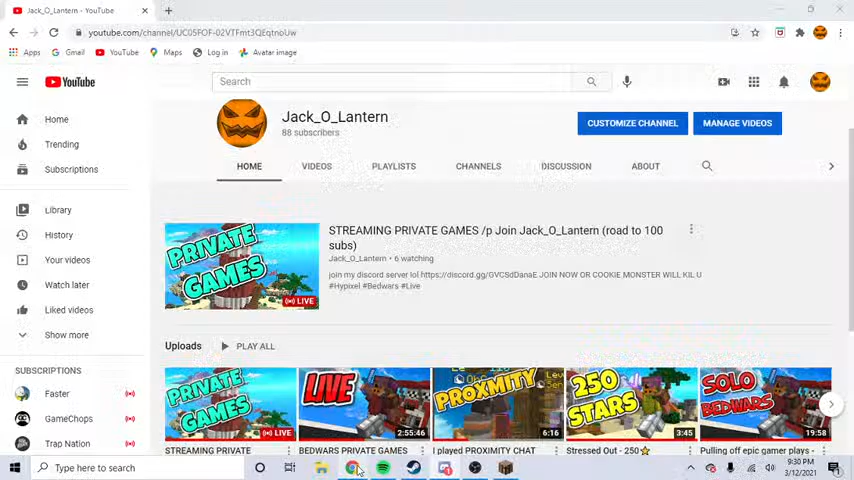 Jack_O_Lantern - YouTube
youtube.com/channel/UC05FOF-02VTFmt3QEqtnoUw
Apps Gmail YouTube Maps Log in Avatar image
YouTube
Search
Jack_O_Lantern
88 subscribers
CUSTOMIZE CHANNEL
MANAGE VIDEOS
HOME VIDEOS PLAYLISTS CHANNELS DISCUSSION ABOUT
Home
Trending
Subscriptions
Library
History
Your videos
Watch later
Liked videos
Show more
SUBSCRIPTIONS
Faster
GameChops
Trap Nation
PRIVATE
GAMES
LIVE
STREAMING PRIVATE GAMES /p Join Jack_O_Lantern (road to 100
subs)
Jack_O_Lantern • 6 watching
join my discord server lol https://discord.gg/GVCSdDanaE JOIN NOW OR COOKIE MONSTER WILL KIL U
#Hypixel #Bedwars #Live
Uploads
PLAY ALL
PRIVATE
GAMES
LIVE
LIVE
2:55:46
PROXMITY
6:16
250
STARS
3:45
SOLO
BEDWARS
19:58
STREAMING PRIVATE
BEDWARS PRIVATE GAMES
I played PROXIMITY CHAT
Stressed Out - 250
Pulling off epic gamer plays -
Type here to search
9:30 PM
3/12/2021